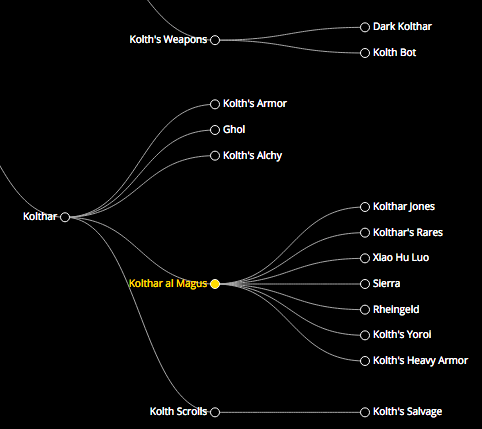 Dark Kolthar
Kolth's Weapons
Kolth Bot
Kolth's Armor
Ghol
Kolth's Alchy
Kolthar
Kolthar Jones
Kolthar's Rares
Xiao Hu Luo
Kolthar al Magus
Sierra
Rheingeld
Kolth's Yoroi
Kolth's Heavy Armor
Kolth Scrolls
Kolth's Salvage